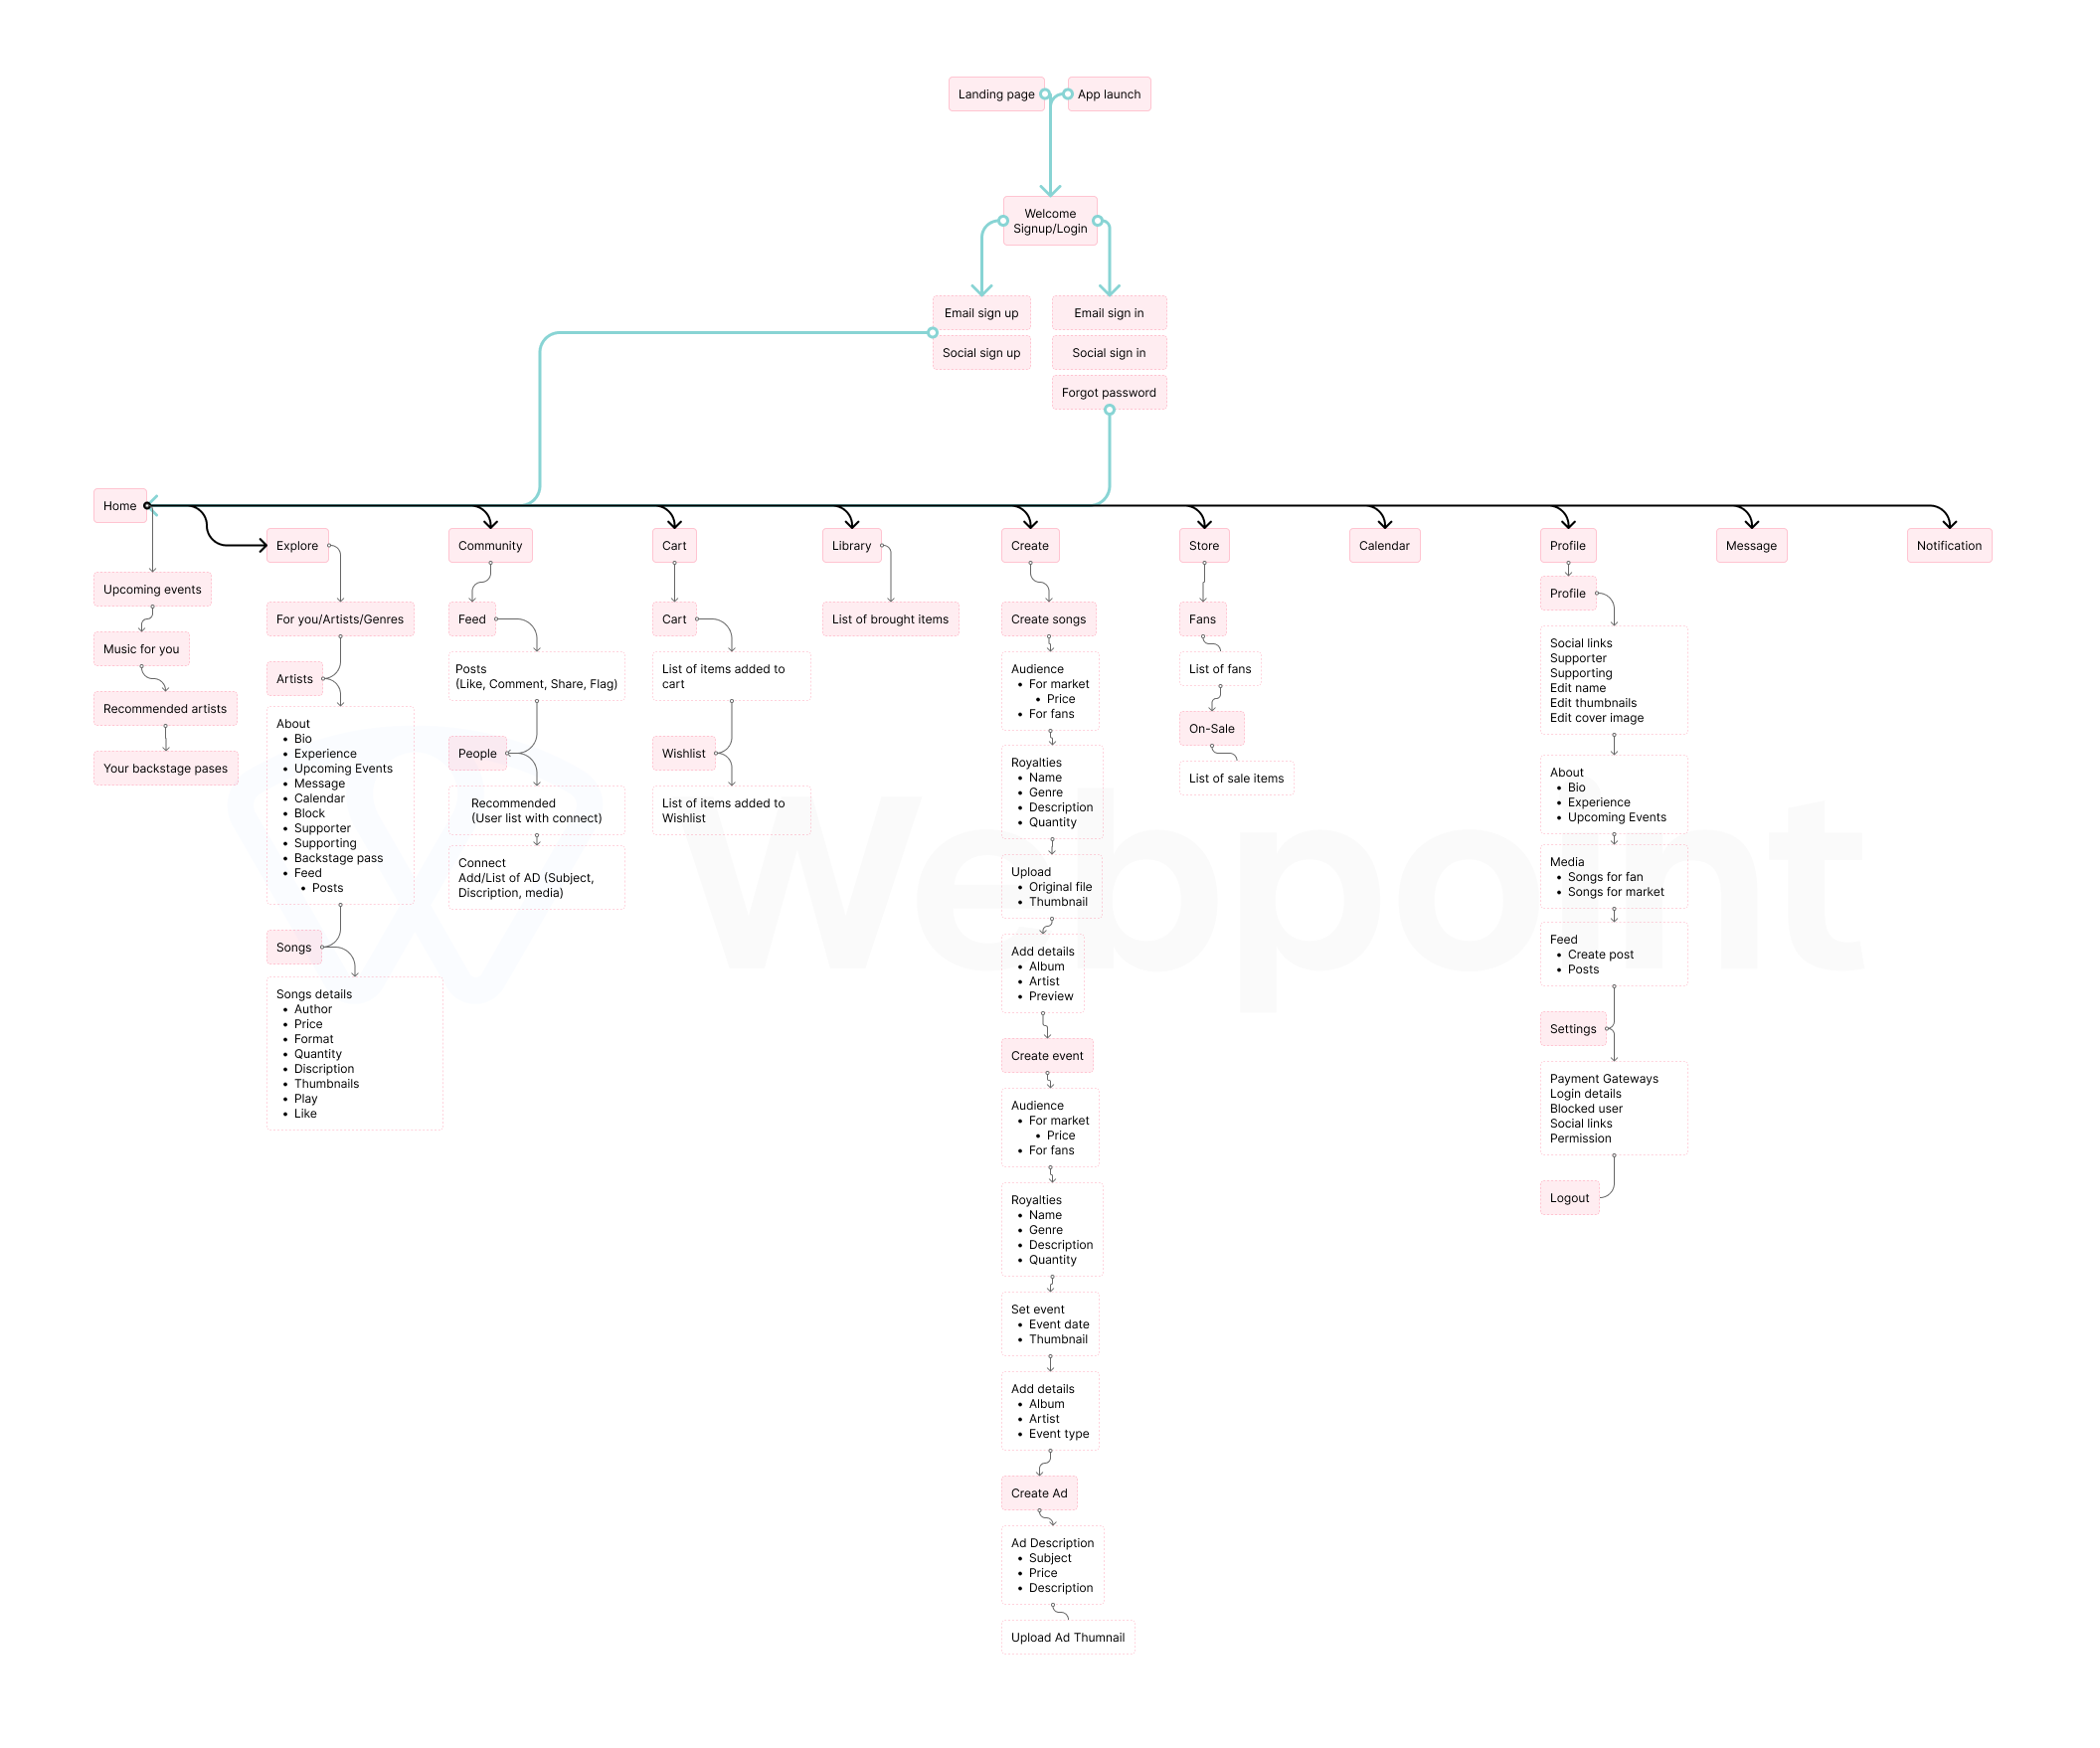 Landing page
App launch
Welcome
Signup/Login
Email sign up
Email sign in
Social sign up
Social sign in
Forgot password
Home
Explore
Community
Cart
Library
Create
Store
Calendar
Profile
Message
Notification
Upcoming events
Music for you
Recommended artists
Your backstage pases
For you/Artists/Genres
Artists
About
• Bio
• Experience
• Upcoming Events
• Message
• Calendar
• Block
• Supporter
• Supporting
• Backstage pass
• Feed
• Posts
Songs
Songs details
• Author
• Price
• Format
• Quantity
• Discription
• Thumbnails
• Play
• Like
Feed
Posts
(Like, Comment, Share, Flag)
People
Recommended
(User list with connect)
Connect
Add/List of AD (Subject,
Discription, media)
Cart
List of items added to
cart
Wishlist
List of items added to
Wishlist
List of brought items
Create songs
Audience
• For market
• Price
• For fans
Royalties
• Name
• Genre
• Description
• Quantity
Upload
• Original file
• Thumbnail
Add details
• Album
• Artist
• Preview
Create event
Audience
• For market
• Price
• For fans
Royalties
• Name
• Genre
• Description
• Quantity
Set event
• Event date
• Thumbnail
Add details
• Album
• Artist
• Event type
Create Ad
Ad Description
• Subject
• Price
• Description
Upload Ad Thumnail
Fans
List of fans
On-Sale
List of sale items
Profile
Social links
Supporter
Supporting
Edit name
Edit thumbnails
Edit cover image
About
• Bio
• Experience
• Upcoming Events
Media
• Songs for fan
• Songs for market
Feed
• Create post
• Posts
Settings
Payment Gateways
Login details
Blocked user
Social links
Permission
Logout
Webpoint